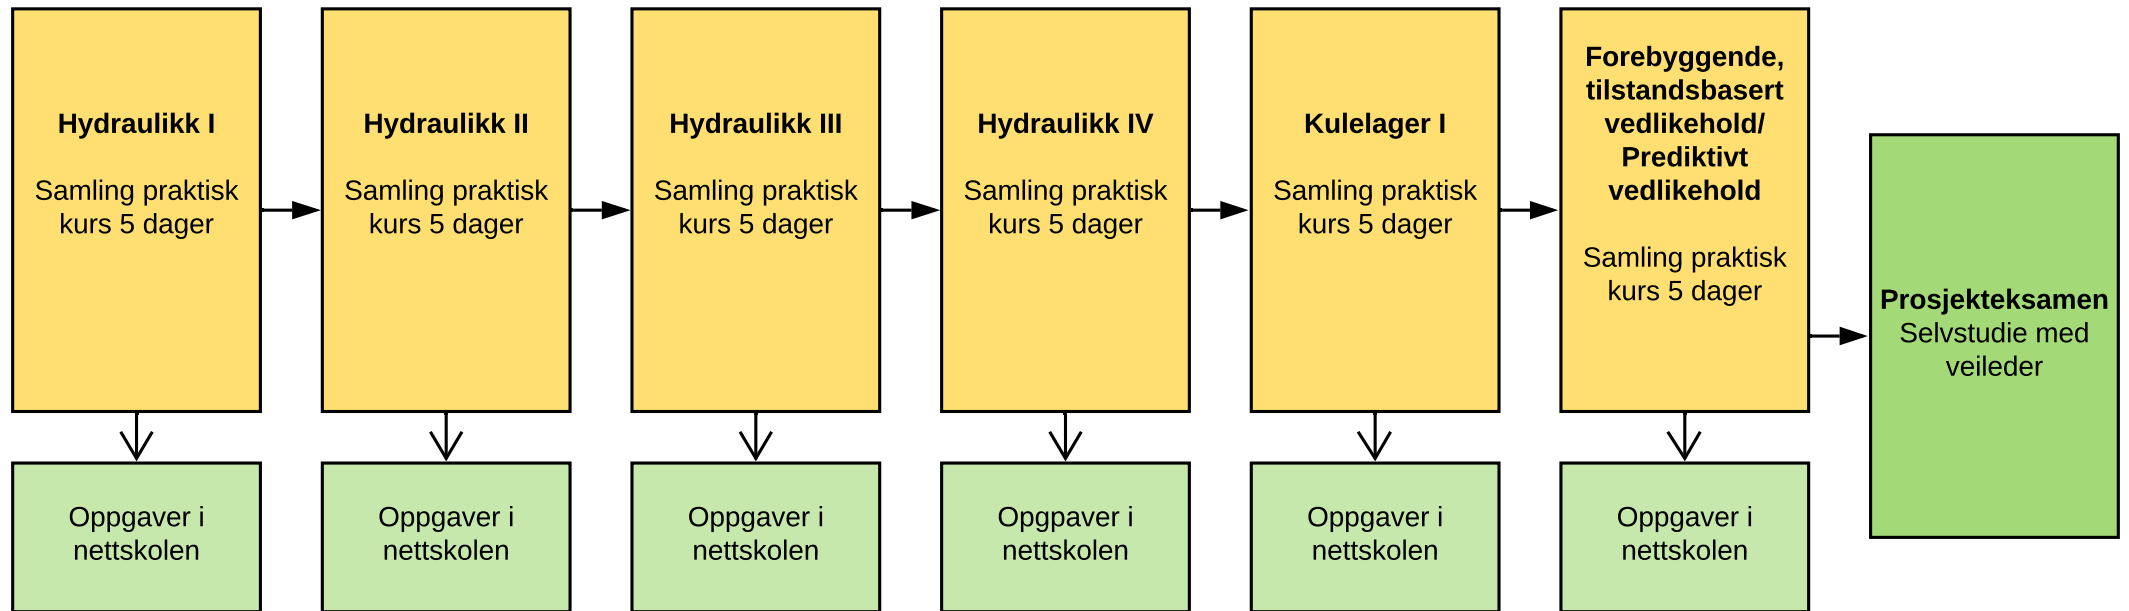 Hydraulikk I
Samling praktisk
kurs 5 dager
Hydraulikk II
Samling praktisk
kurs 5 dager
Hydraulikk III
Samling praktisk
kurs 5 dager
Hydraulikk IV
Samling praktisk
kurs 5 dager
Kulelager I
Samling praktisk
kurs 5 dager
Forebyggende,
tilstandsbasert
vedlikehold/
Prediktivt
vedlikehold
Samling praktisk
kurs 5 dager
Prosjekteksamen
Selvstudie med
veileder
Oppgaver i
nettskolen
Oppgaver i
nettskolen
Oppgaver i
nettskolen
Opgpaver i
nettskolen
Oppgaver i
nettskolen
Oppgaver i
nettskolen